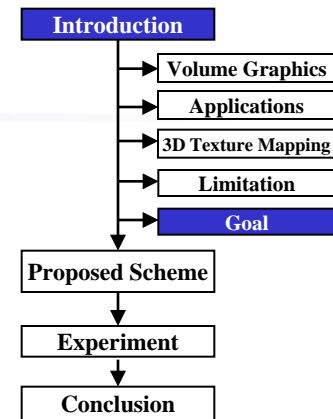 Introduction
Volume Graphics
Applications
3D Texture Mapping
Limitation
Goal
Proposed Scheme
Experiment
Conclusion